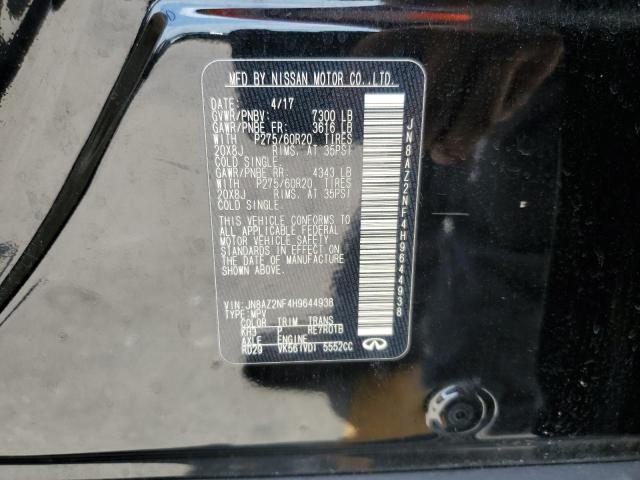 MFD BY NISSAN MOTOR CO.,LTD.
DATE: 4/17
GVWR/PNBV: 7300 LB
GAWR/PNBE FR: 3616 LB
WITH P275/60R20 TIRES
20X8J RIMS, AT 35PSI
COLD SINGLE.
GAWR/PNBE RR: 4343 LB
WITH P275/60R20 TIRES
20X8J RIMS, AT 35PSI
COLD SINGLE.
THIS VEHICLE CONFORMS TO
ALL APPLICABLE FEDERAL
MOTOR VEHICLE SAFETY
STANDARDS IN EFFECT ON
THE DATE OF MANUFACTURE
SHOWN ABOVE.
VIN: JN8AZ2NF4H9644938
TYPE: MPV
COLOR TRIM TRANS
KH3 RE7R01B
AXLE ENGINE
RD29 VK56(VD) 5552CC
JN8AZ2NF4H9644938